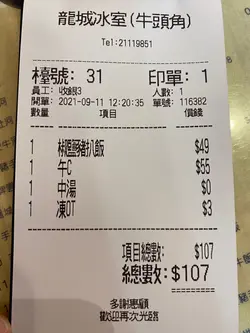 龍城冰室(牛頭角)
Tel:21119851
檯號: 31 印單: 1
員工: 收銀3 人數: 1
開單: 2021-09-11 12:20:35 單號: 116382
數量 項目 價錢
1 豬扒飯 $49
1 午C $55
1 中湯 $0
1 凍OT $3
項目總數: $107
總數: $107
多謝惠顧
歡迎再次光臨